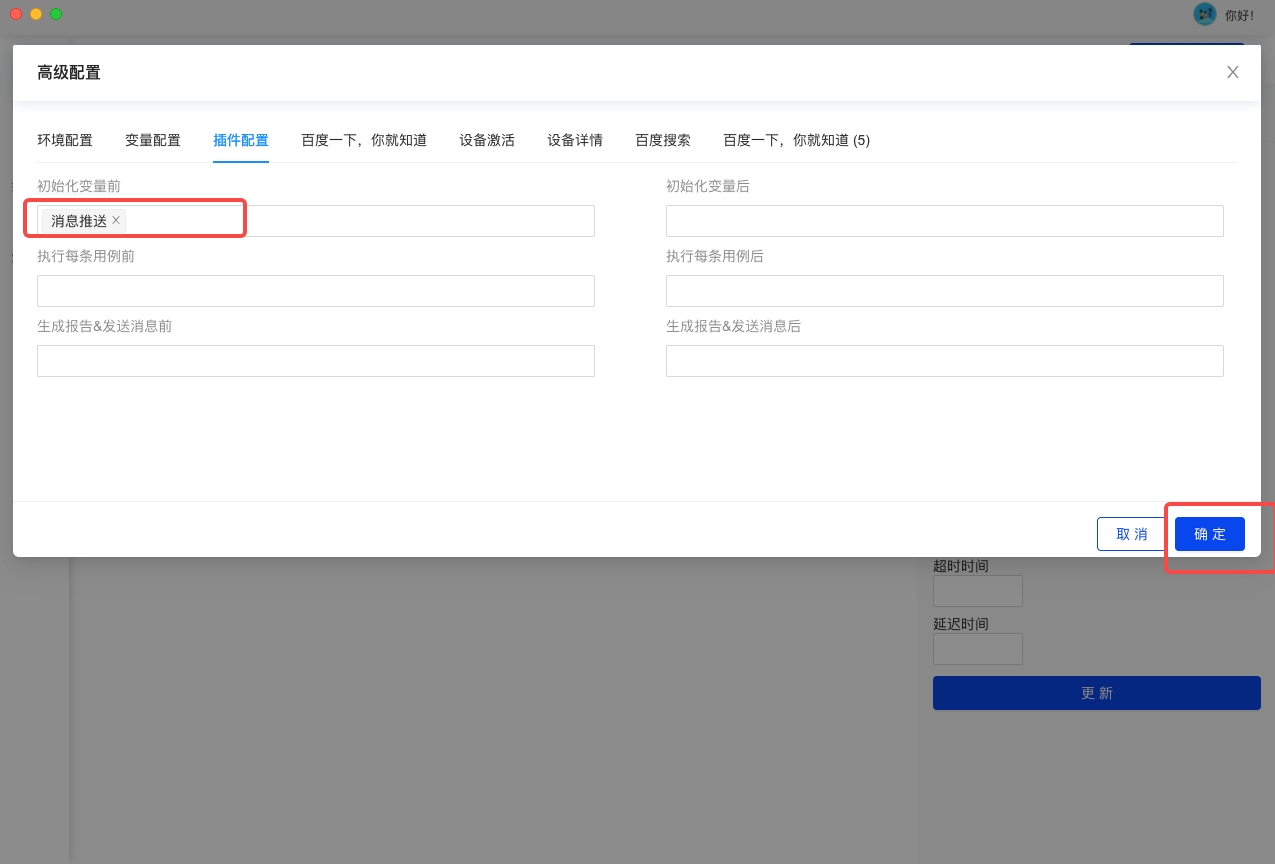 你好!
高级配置
环境配置 变量配置 插件配置 百度一下，你就知道 设备激活 设备详情 百度搜索 百度一下，你就知道 (5)
初始化变量前 初始化变量后
消息推送
执行每条用例前 执行每条用例后
生成报告&发送消息前 生成报告&发送消息后
取 消 确 定
超时时间
延迟时间
更 新